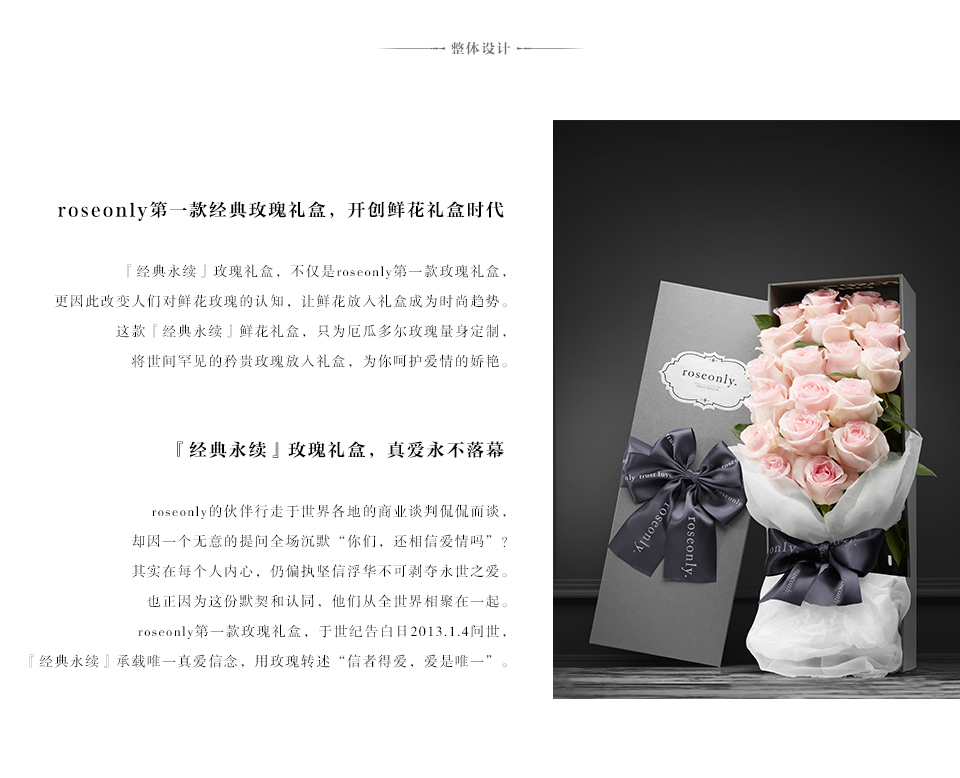 整体设计
roseonly第一款经典玫瑰礼盒，开创鲜花礼盒时代
『经典永续』玫瑰礼盒，不仅是roseonly第一款玫瑰礼盒，
更因此改变人们对鲜花玫瑰的认知，让鲜花放入礼盒成为时尚趋势。
这款『经典永续』鲜花礼盒，只为厄瓜多尔玫瑰量身定制，
将世间罕见的矜贵玫瑰放入礼盒，为你呵护爱情的娇艳。
『经典永续』玫瑰礼盒，真爱永不落幕
roseonly的伙伴行走于世界各地的商业谈判侃侃而谈，
却因一个无意的提问全场沉默“你们，还相信爱情吗”？
其实在每个人内心，仍偏执坚信浮华不可剥夺永世之爱。
也正因为这份默契和认同，他们从全世界相聚在一起。
roseonly第一款玫瑰礼盒，于世纪告白日2013.1.4问世，
『经典永续』承载唯一真爱信念，用玫瑰转述“信者得爱，爱是唯一”。
roseonly.
trust love
roseonly.
roseonly.